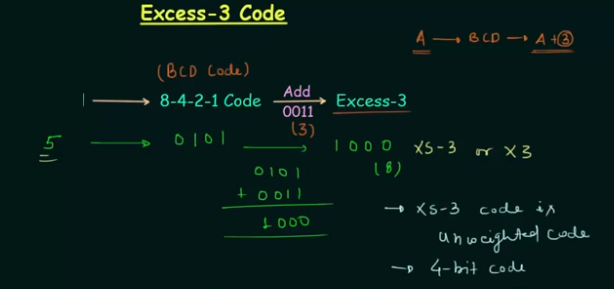 Excess-3 Code
A → BCD → A+③
(BCD Code)
1 → 8-4-2-1 Code Add 0011 → Excess-3
(3)
5 → 0101 → 1000 XS-3 or X3
(8)
0101
+ 0011
1000
→ XS-3 code is
unweighted code
→ 4-bit code